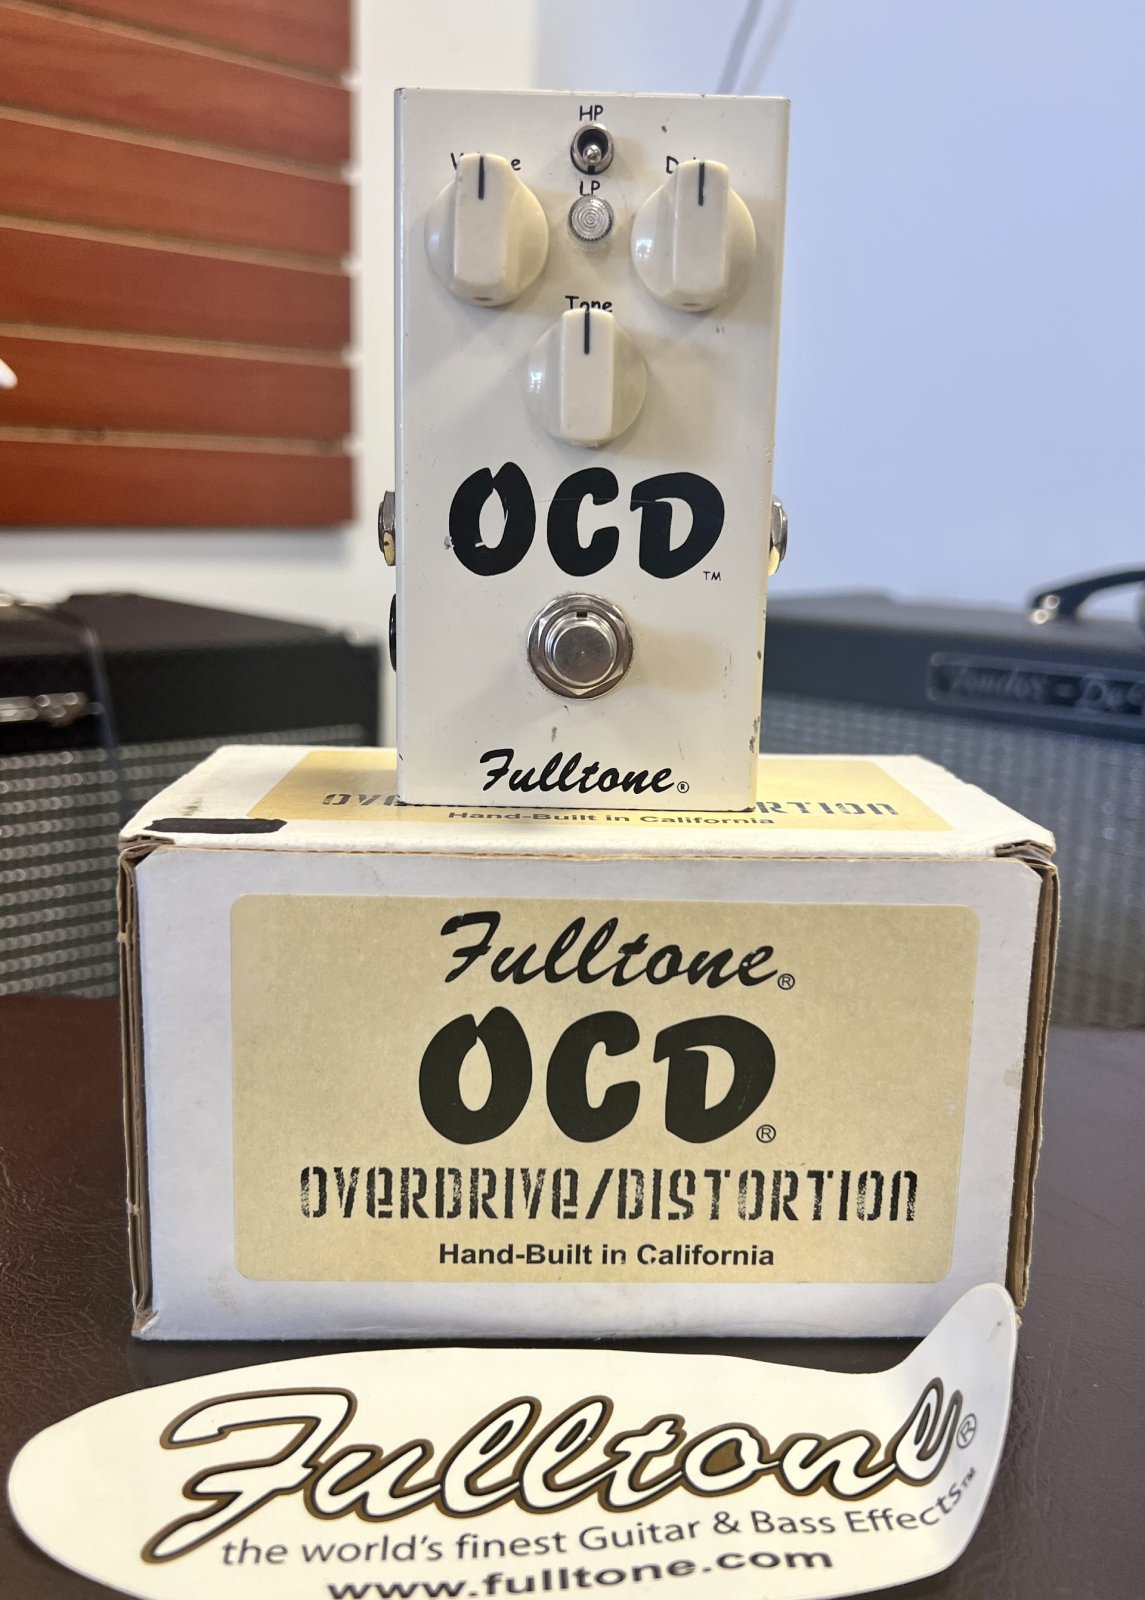 HP
LP
Tone
OCD
TM
Fulltone®
Hand-Built in California
Fulltone®
OCD®
OVERDRIVE/DISTORTION
Hand-Built in California
Fulltone®
the world's finest Guitar & Bass Effects™
www.fulltone.com